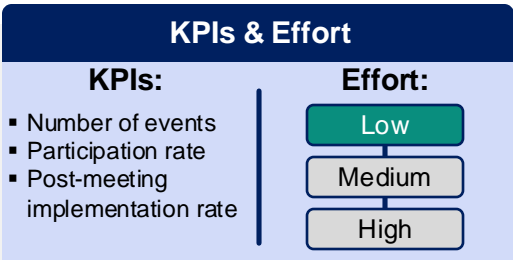 KPIs & Effort
KPIs:
▪ Number of events
▪ Participation rate
▪ Post-meeting
implementation rate
Effort:
Low
Medium
High